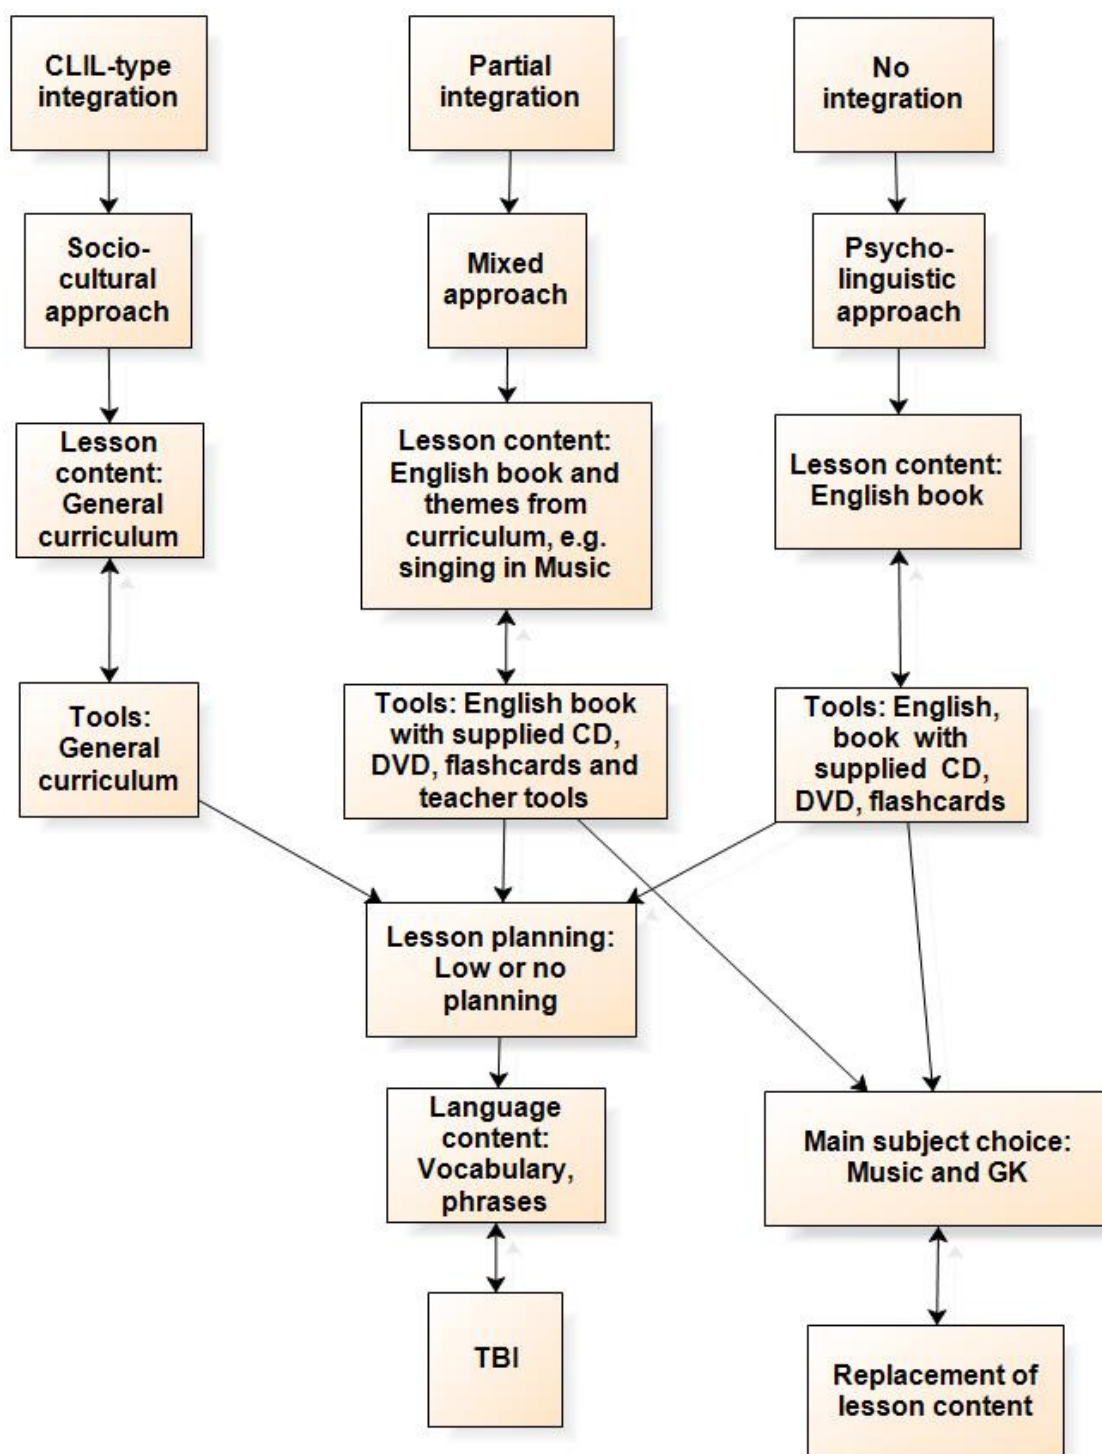 CLIL-type
integration
Partial
integration
No
integration
Socio-
cultural
approach
Mixed
approach
Psycho-
linguistic
approach
Lesson
content:
General
curriculum
Lesson content:
English book and
themes from
curriculum, e.g.
singing in Music
Lesson content:
English book
Tools:
General
curriculum
Tools: English book
with supplied CD,
DVD, flashcards and
teacher tools
Tools: English,
book with
supplied CD,
DVD, flashcards
Lesson planning:
Low or no
planning
Language
content:
Vocabulary,
phrases
Main subject choice:
Music and GK
TBI
Replacement of
lesson content